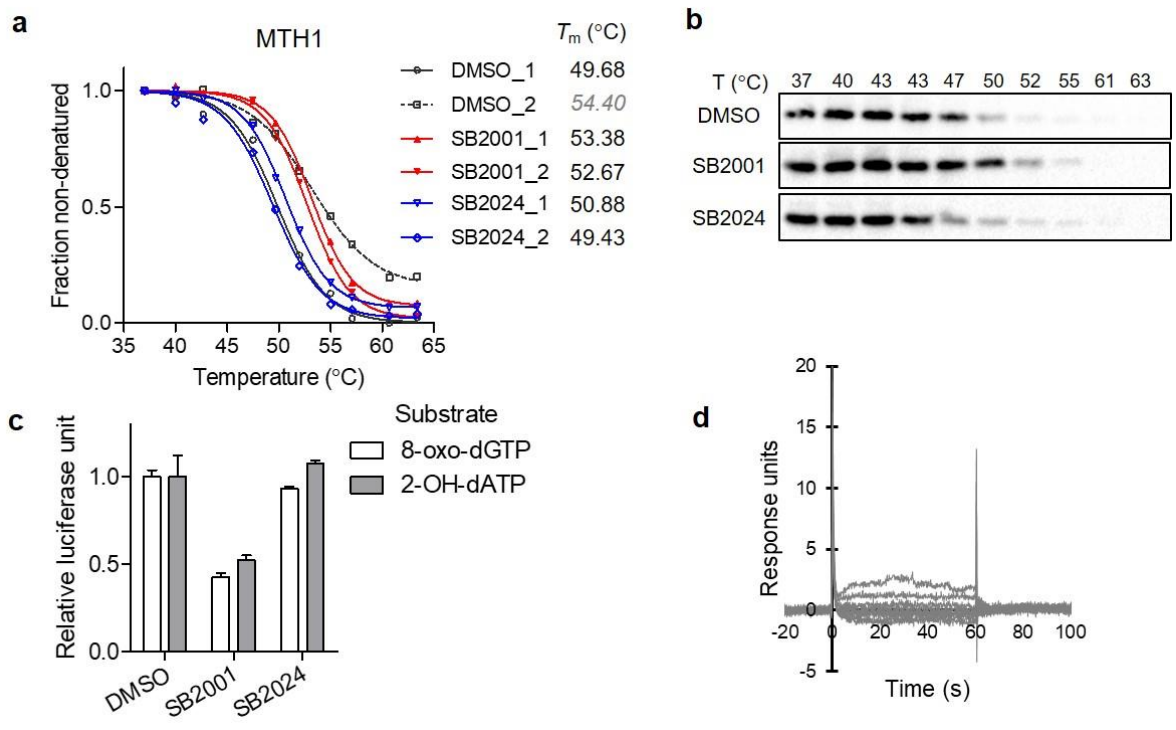 a
MTH1
Tm (°C)
DMSO_1 49.68
DMSO_2 54.40
SB2001_1 53.38
SB2001_2 52.67
SB2024_1 50.88
SB2024_2 49.43
Fraction non-denatured
1.0
0.5
0.0
35 40 45 50 55 60 65
Temperature (°C)
b
T (°C) 37 40 43 43 47 50 52 55 61 63
DMSO
SB2001
SB2024
c
Substrate
8-oxo-dGTP
2-OH-dATP
Relative luciferase unit
1.0
0.5
0.0
DMSO
SB2001
SB2024
d
Response units
20
15
10
5
0
-5
-20 0 20 40 60 80 100
Time (s)